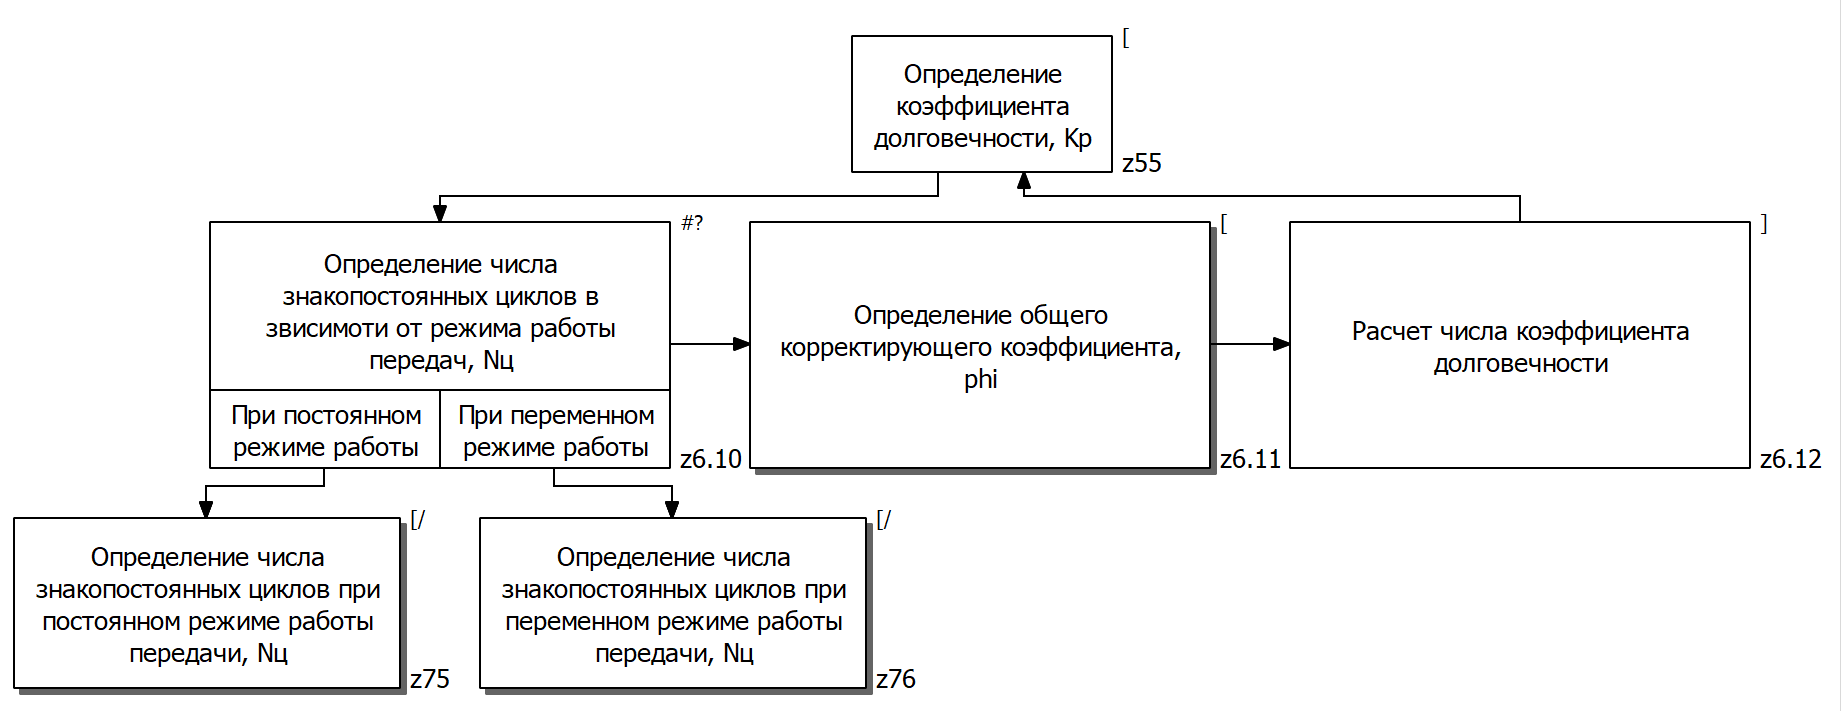 [
Определение
коэффициента
долговечности, Kp
z55
#?
Определение числа
знакопостоянных циклов в
звисимоти от режима работы
передач, Nц
При постоянном
режиме работы
При переменном
режиме работы
z6.10
[
Определение общего
корректирующего коэффициента,
phi
z6.11
]
Расчет числа коэффициента
долговечности
z6.12
[/
Определение числа
знакопостоянных циклов при
постоянном режиме работы
передачи, Nц
z75
[/
Определение числа
знакопостоянных циклов при
переменном режиме работы
передачи, Nц
z76